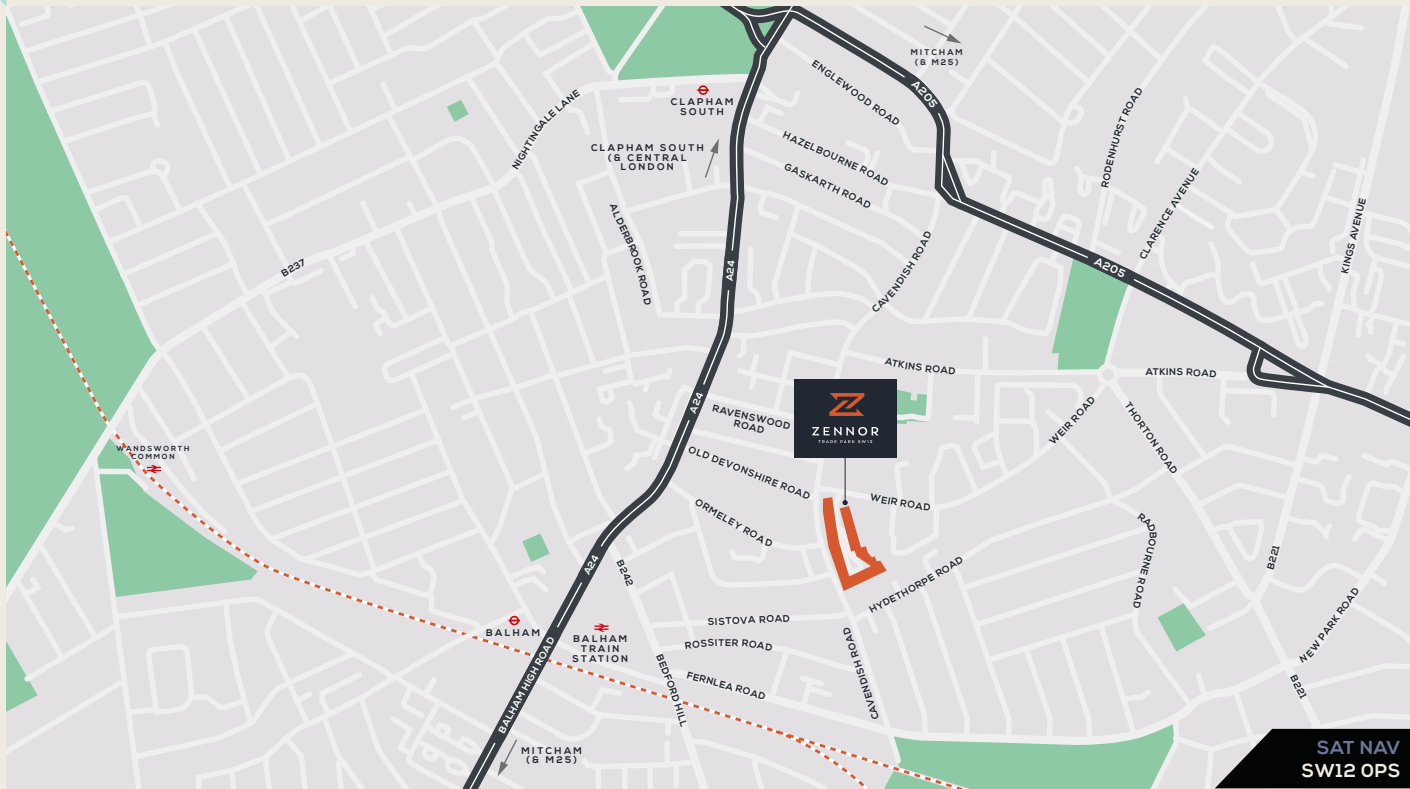 MITCHAM
(& M25)
ENGLEWOOD ROAD
A205
CLAPHAM
SOUTH
NIGHTINGALE LANE
RODENHURST ROAD
CLAPHAM SOUTH
(& CENTRAL
LONDON
HAZELBOURNE ROAD
GASKARTH ROAD
CLARENCE AVENUE
KINGS AVENUE
ALDERBROOK ROAD
CAVENDISH ROAD
B237
A24
A205
ATKINS ROAD
ATKINS ROAD
A24
RAVENSWOOD
ROAD
ZENNOR
TRADE PARK SW12
WEIR ROAD
THORTON ROAD
WANDSWORTH
COMMON
OLD DEVONSHIRE ROAD
WEIR ROAD
ORMELEY ROAD
RADBOURNE ROAD
A24
B242
B221
HYDETHORPE ROAD
NEW PARK ROAD
SISTOVA ROAD
BALHAM
BALHAM
TRAIN
STATION
ROSSITER ROAD
BALHAM HIGH ROAD
BEDFORD HILL
FERNLEA ROAD
CAVENDISH ROAD
B221
MITCHAM
(& M25)
SAT NAV
SW12 0PS